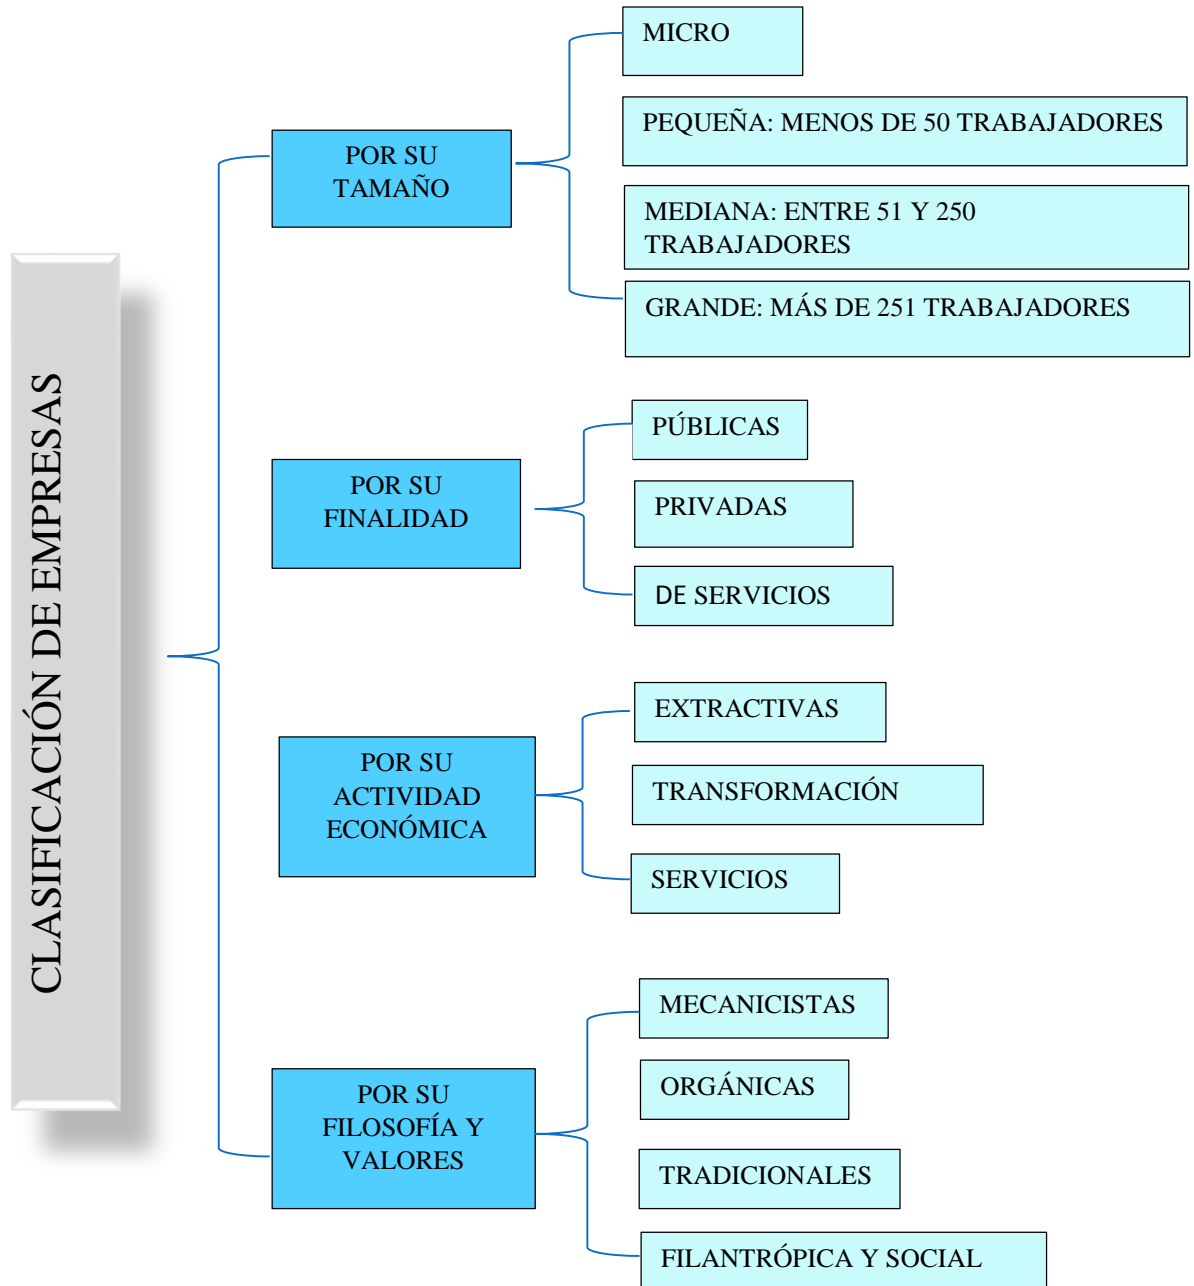 CLASIFICACIÓN DE EMPRESAS
POR SU
TAMAÑO
MICRO
PEQUEÑA: MENOS DE 50 TRABAJADORES
MEDIANA: ENTRE 51 Y 250
TRABAJADORES
GRANDE: MÁS DE 251 TRABAJADORES
POR SU
FINALIDAD
PÚBLICAS
PRIVADAS
DE SERVICIOS
POR SU
ACTIVIDAD
ECONÓMICA
EXTRACTIVAS
TRANSFORMACIÓN
SERVICIOS
POR SU
FILOSOFÍA Y
VALORES
MECANICISTAS
ORGÁNICAS
TRADICIONALES
FILANTRÓPICA Y SOCIAL